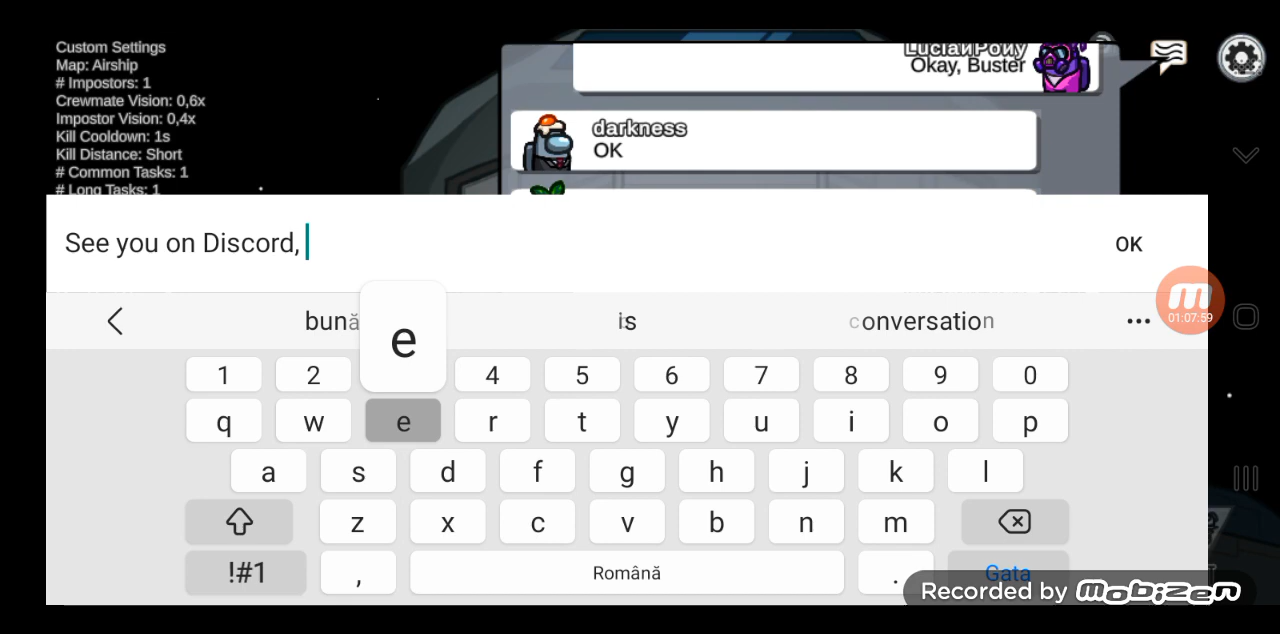 Custom Settings
Map: Airship
# Impostors: 1
Crewmate Vision: 0,6x
Impostor Vision: 0,4x
Kill Cooldown: 1s
Kill Distance: Short
# Common Tasks: 1
# Long Tasks: 1
LuciaиPoиy
Okay, Buster
darkness
OK
See you on Discord,
OK
01:07:59
bună
is
conversation
e
1 2 4 5 6 7 8 9 0
q w e r t y u i o p
a s d f g h j k l
z x c v b n m
!#1 , Română . Gata
Recorded by mobizen